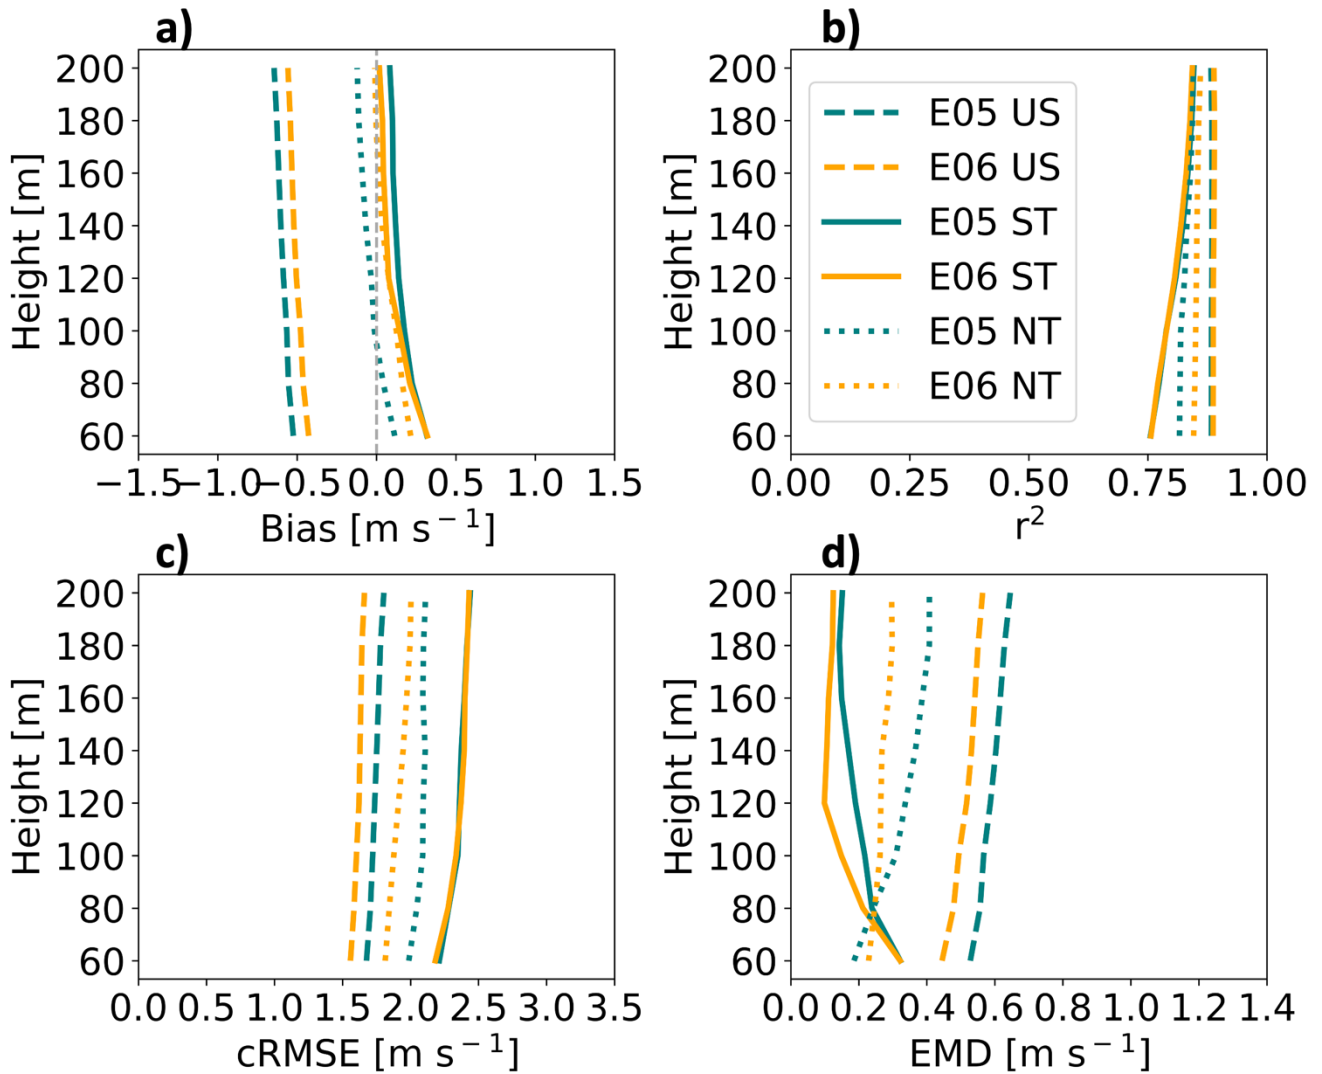 a)
200
180
160
140
120
100
80
60
Height [m]
−1.5 −1.0 −0.5 0.0 0.5 1.0 1.5
Bias [m s⁻¹]
b)
200
180
160
140
120
100
80
60
Height [m]
E05 US
E06 US
E05 ST
E06 ST
E05 NT
E06 NT
0.00 0.25 0.50 0.75 1.00
r²
c)
200
180
160
140
120
100
80
60
Height [m]
0.0 0.5 1.0 1.5 2.0 2.5 3.0 3.5
cRMSE [m s⁻¹]
d)
200
180
160
140
120
100
80
60
Height [m]
0.0 0.2 0.4 0.6 0.8 1.0 1.2 1.4
EMD [m s⁻¹]